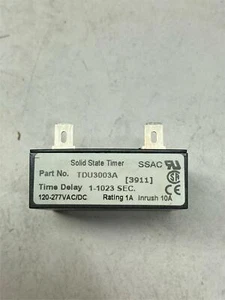 Solid State Timer SSAC
Part No. TDU3003A [3911]
Time Delay 1-1023 SEC.
120-277VAC/DC Rating 1A Inrush 10A